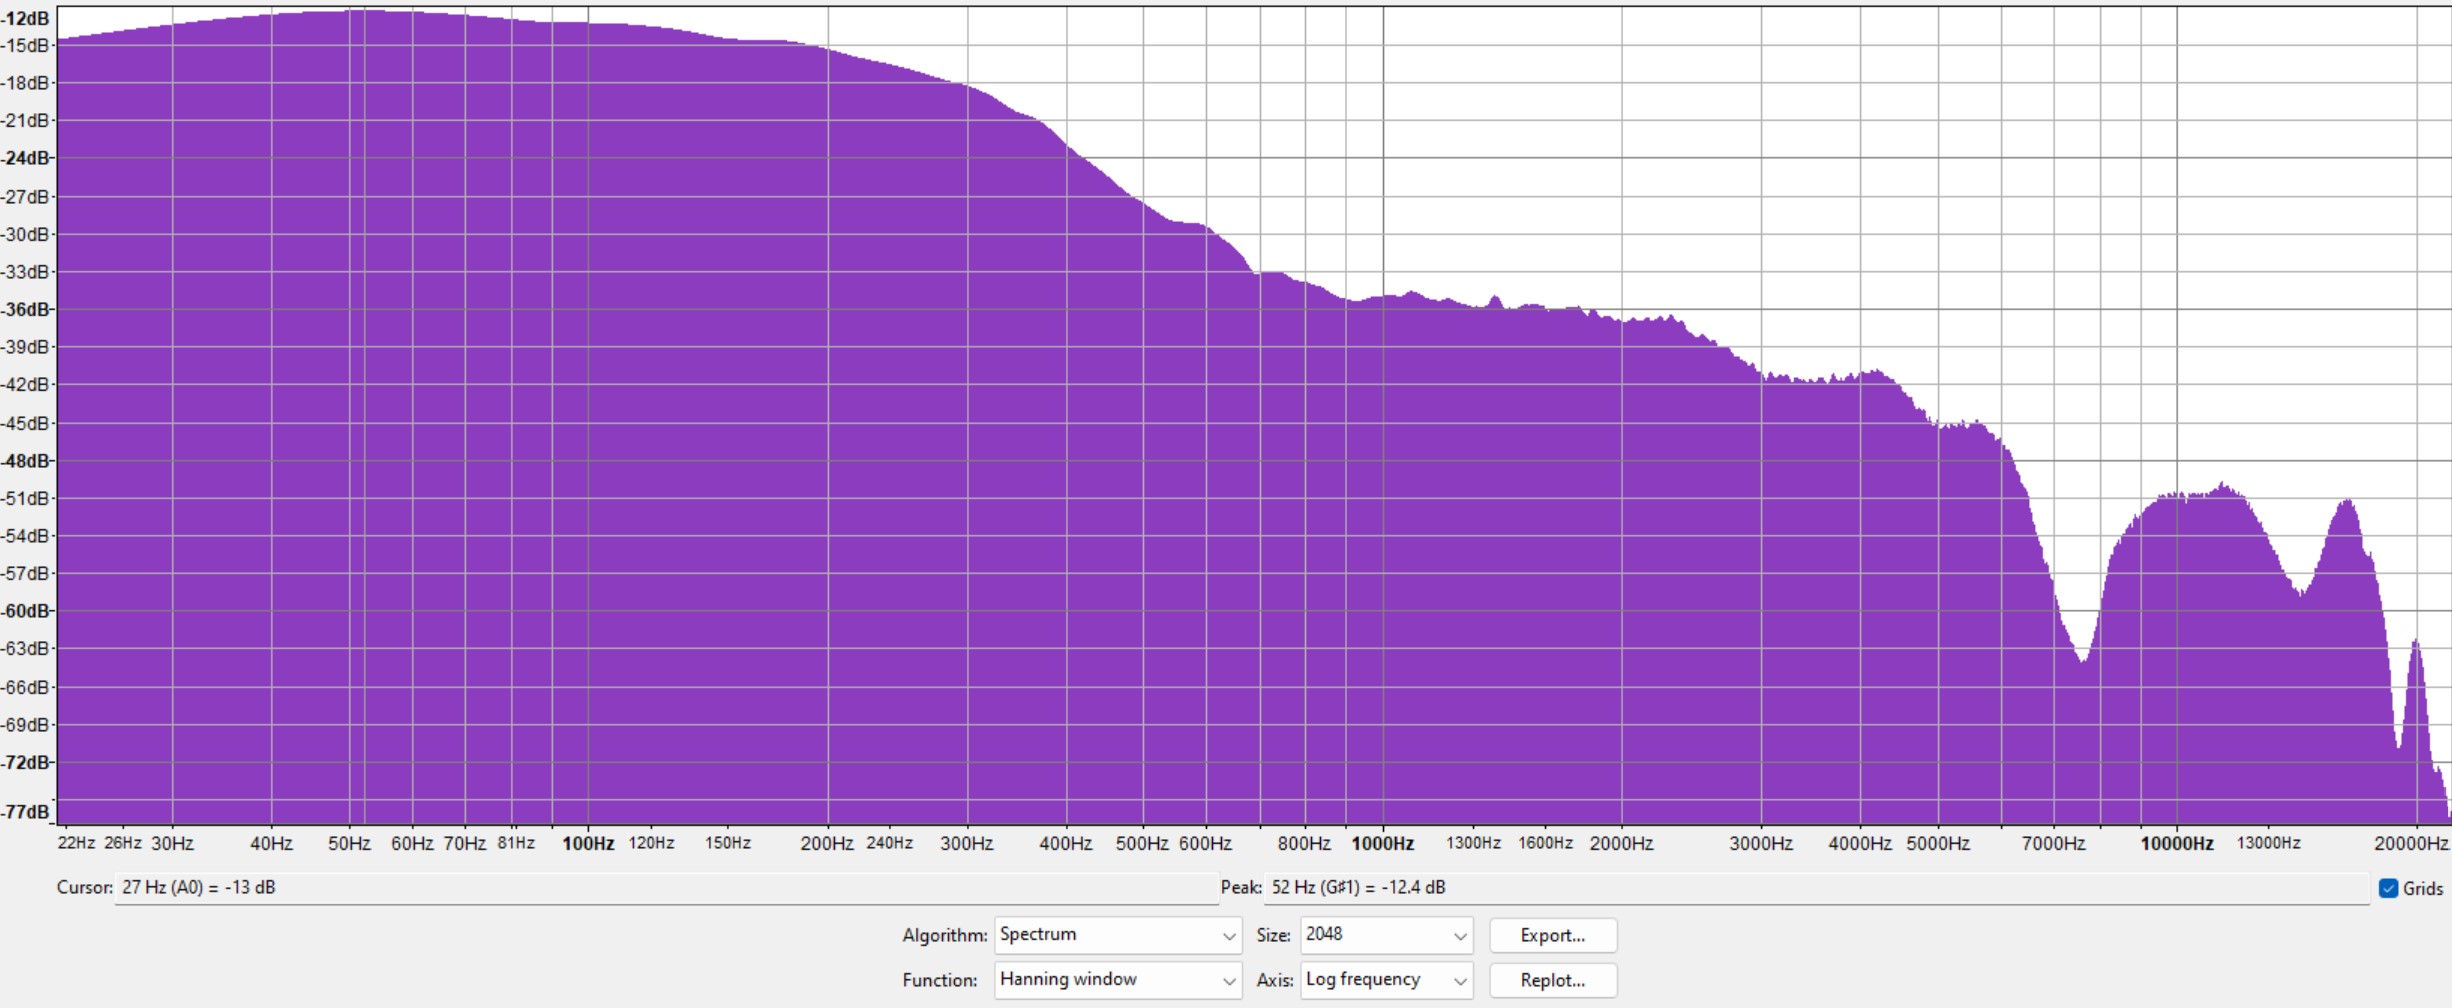 -12dB
-15dB
-18dB
-21dB
-24dB
-27dB
-30dB
-33dB
-36dB
-39dB
-42dB
-45dB
-48dB
-51dB
-54dB
-57dB
-60dB
-63dB
-66dB
-69dB
-72dB
-77dB
22Hz 26Hz 30Hz 40Hz 50Hz 60Hz 70Hz 81Hz 100Hz 120Hz 150Hz 200Hz 240Hz 300Hz 400Hz 500Hz 600Hz 800Hz 1000Hz 1300Hz 1600Hz 2000Hz 3000Hz 4000Hz 5000Hz 7000Hz 10000Hz 13000Hz 20000Hz
Cursor: 27 Hz (A0) = -13 dB Peak: 52 Hz (G♯1) = -12.4 dB Grids
Algorithm: Spectrum Size: 2048 Export...
Function: Hanning window Axis: Log frequency Replot...